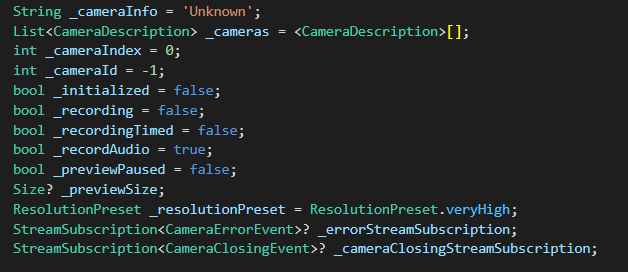 String _cameraInfo = 'Unknown';
List<CameraDescription> _cameras = <CameraDescription>[];
int _cameraIndex = 0;
int _cameraId = -1;
bool _initialized = false;
bool _recording = false;
bool _recordingTimed = false;
bool _recordAudio = true;
bool _previewPaused = false;
Size? _previewSize;
ResolutionPreset _resolutionPreset = ResolutionPreset.veryHigh;
StreamSubscription<CameraErrorEvent>? _errorStreamSubscription;
StreamSubscription<CameraClosingEvent>? _cameraClosingStreamSubscription;